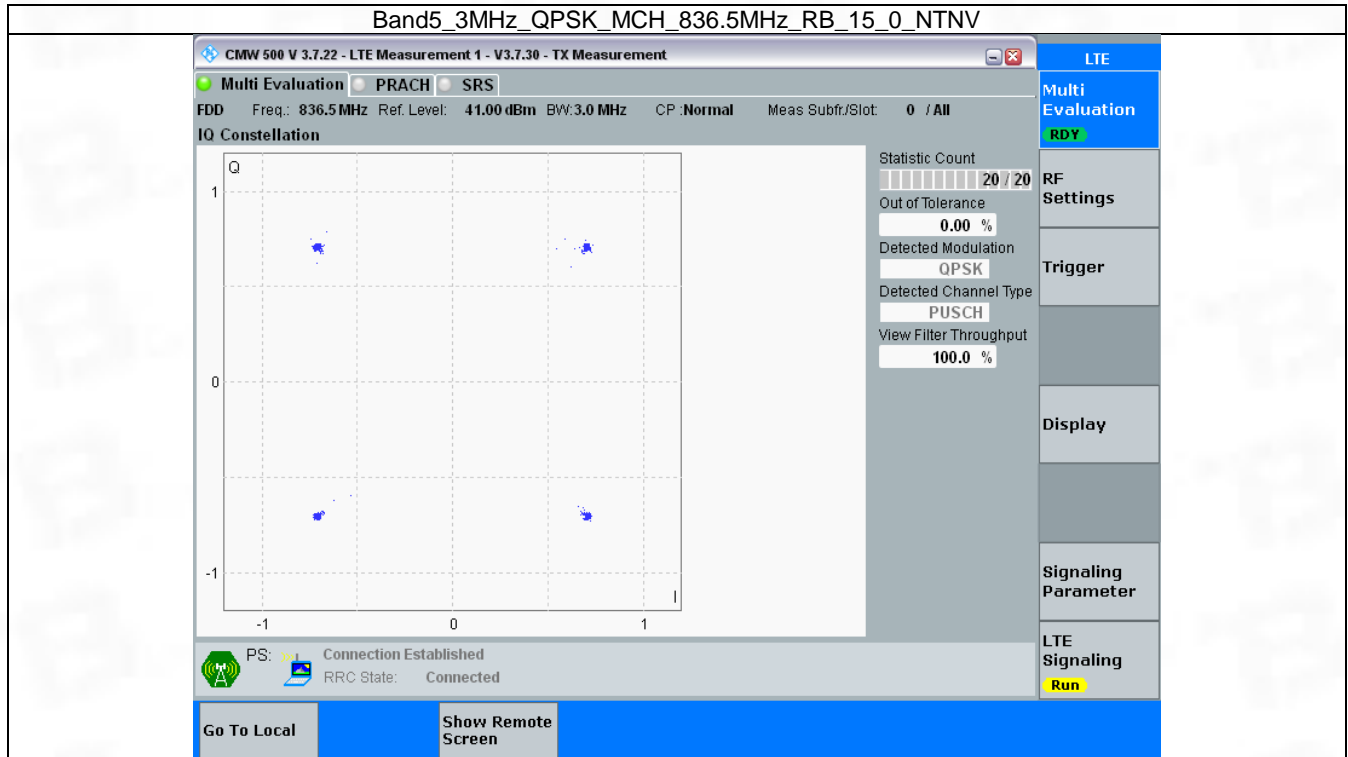 Band5_3MHz_QPSK_MCH_836.5MHz_RB_15_0_NTNV
CMW 500 V 3.7.22 - LTE Measurement 1 - V3.7.30 - TX Measurement
LTE
Multi Evaluation PRACH SRS
FDD Freq.: 836.5 MHz Ref. Level: 41.00 dBm BW:3.0 MHz CP :Normal Meas Subfr./Slot: 0 / All
IQ Constellation
Q
1
0
-1
I
-1 0 1
Statistic Count
20 / 20
Out of Tolerance
0.00 %
Detected Modulation
QPSK
Detected Channel Type
PUSCH
View Filter Throughput
100.0 %
Multi
Evaluation
RDY
RF
Settings
Trigger
Display
Signaling
Parameter
LTE
Signaling
Run
PS: Connection Established
RRC State: Connected
Go To Local
Show Remote
Screen